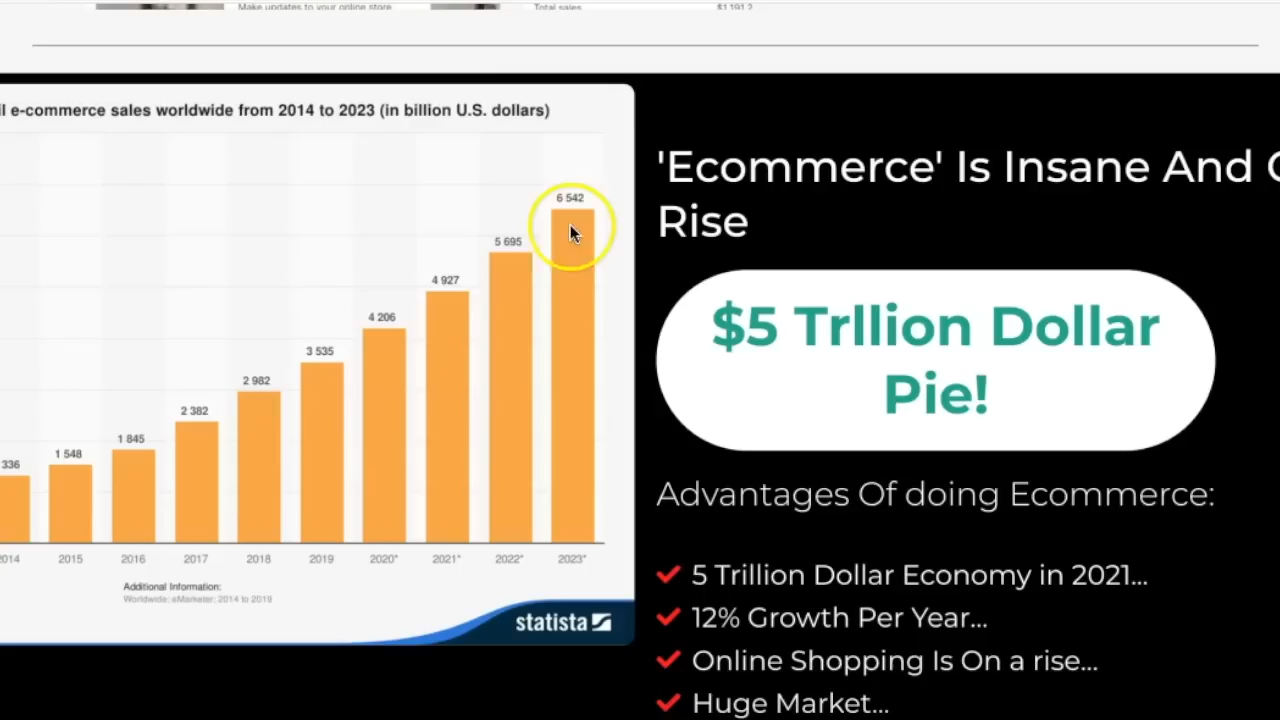 Make updates to your online store
Total sales
l e-commerce sales worldwide from 2014 to 2023 (in billion U.S. dollars)
6 542
5 695
4 927
4 206
3 535
2 982
2 382
1 845
1 548
336
2014 2015 2016 2017 2018 2019 2020* 2021* 2022* 2023*
Additional Information:
Worldwide; eMarketer; 2014 to 2019
statista
'Ecommerce' Is Insane And
Rise
$5 Trllion Dollar
Pie!
Advantages Of doing Ecommerce:
5 Trillion Dollar Economy in 2021...
12% Growth Per Year...
Online Shopping Is On a rise...
Huge Market...